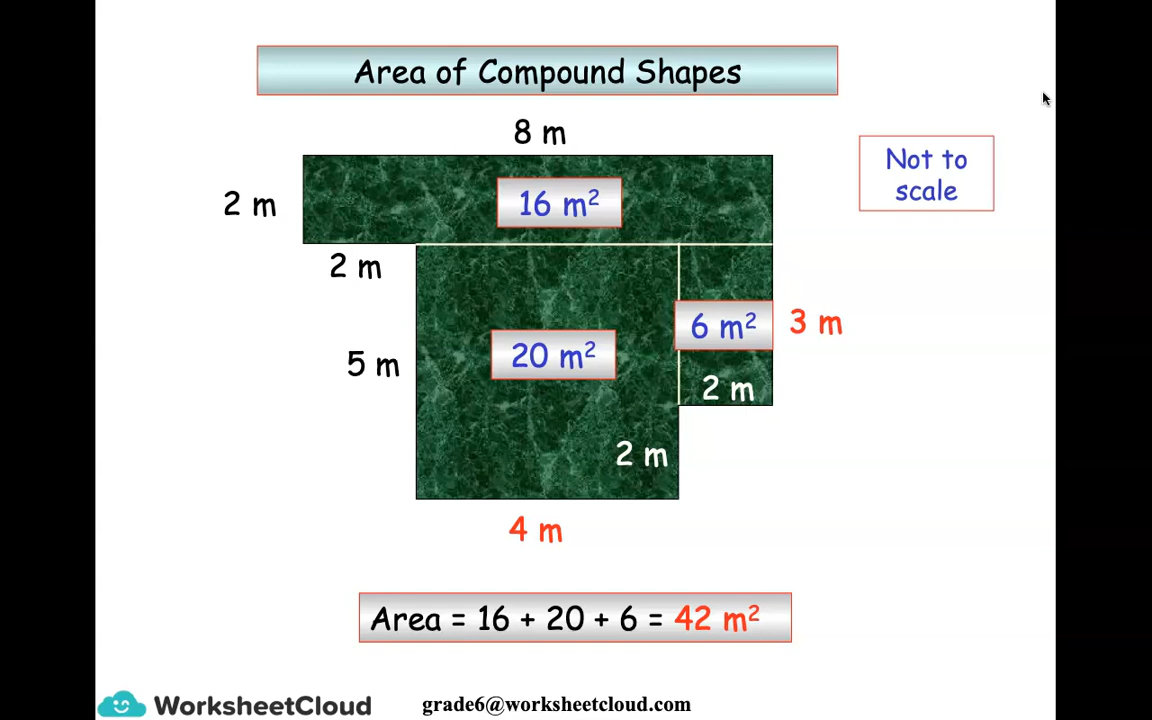 Area of Compound Shapes
8 m
Not to
scale
2 m
16 m²
2 m
6 m²
3 m
20 m²
5 m
2 m
2 m
4 m
Area = 16 + 20 + 6 = 42 m²
WorksheetCloud
grade6@worksheetcloud.com